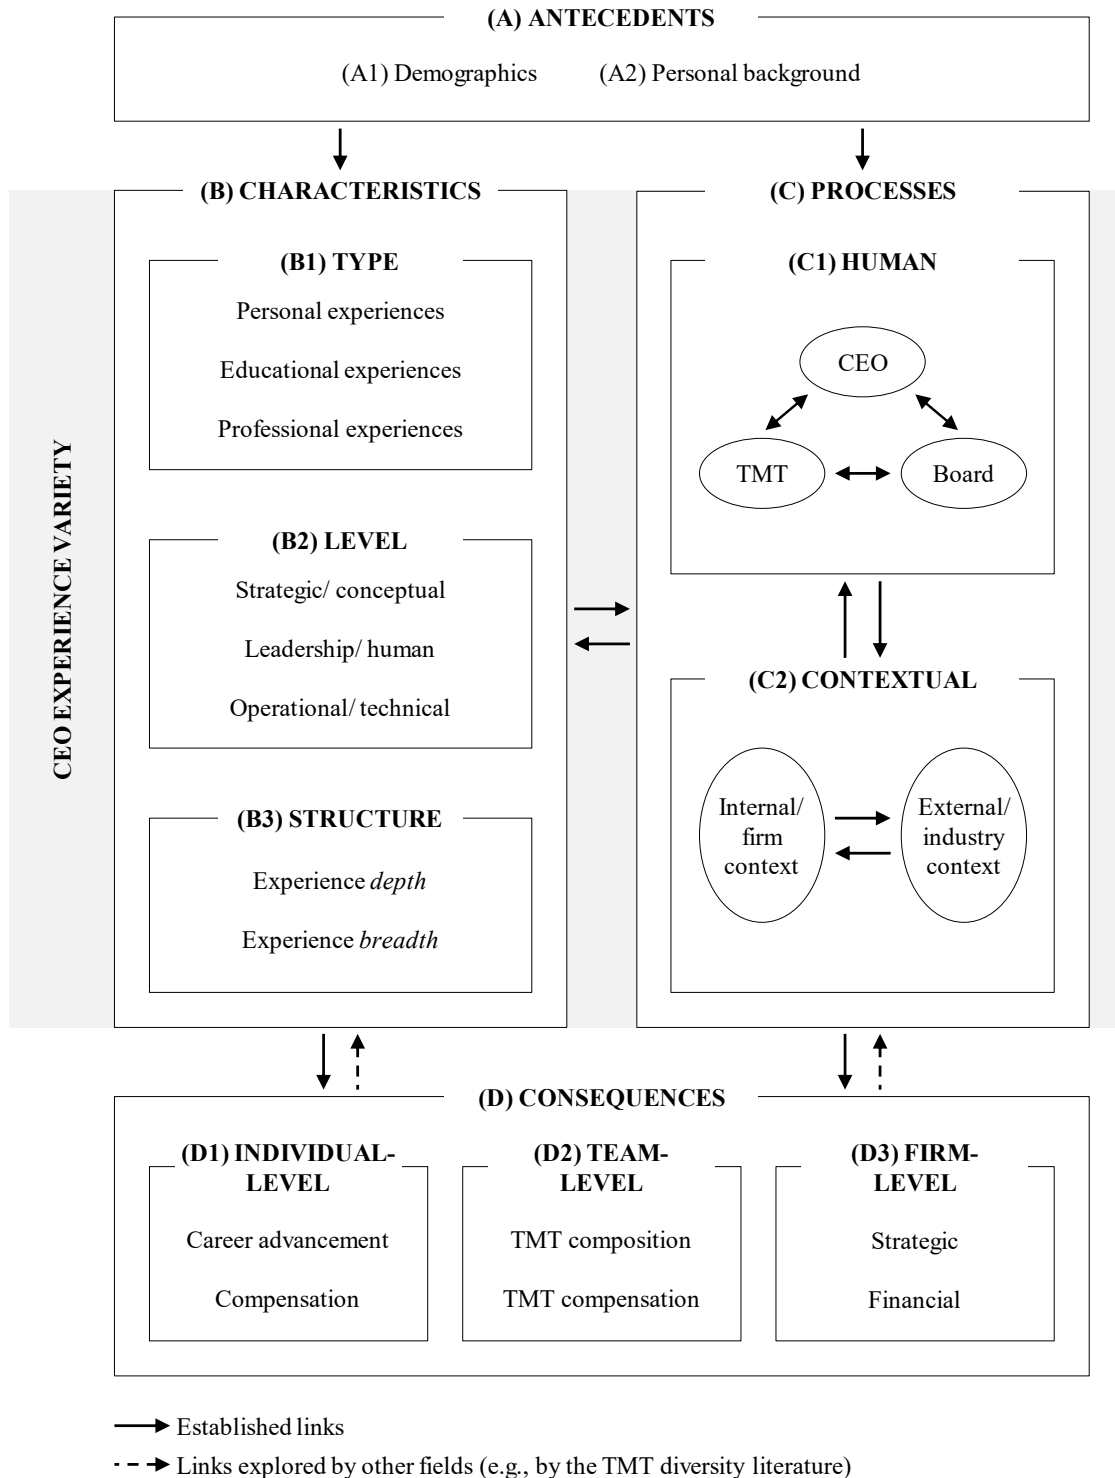 (A) ANTECEDENTS
(A1) Demographics
(A2) Personal background
CEO EXPERIENCE VARIETY
(B) CHARACTERISTICS
(B1) TYPE
Personal experiences
Educational experiences
Professional experiences
(B2) LEVEL
Strategic/ conceptual
Leadership/ human
Operational/ technical
(B3) STRUCTURE
Experience depth
Experience breadth
(C) PROCESSES
(C1) HUMAN
CEO
TMT
Board
(C2) CONTEXTUAL
Internal/
firm
context
External/
industry
context
(D) CONSEQUENCES
(D1) INDIVIDUAL-
LEVEL
Career advancement
Compensation
(D2) TEAM-
LEVEL
TMT composition
TMT compensation
(D3) FIRM-
LEVEL
Strategic
Financial
Established links
Links explored by other fields (e.g., by the TMT diversity literature)